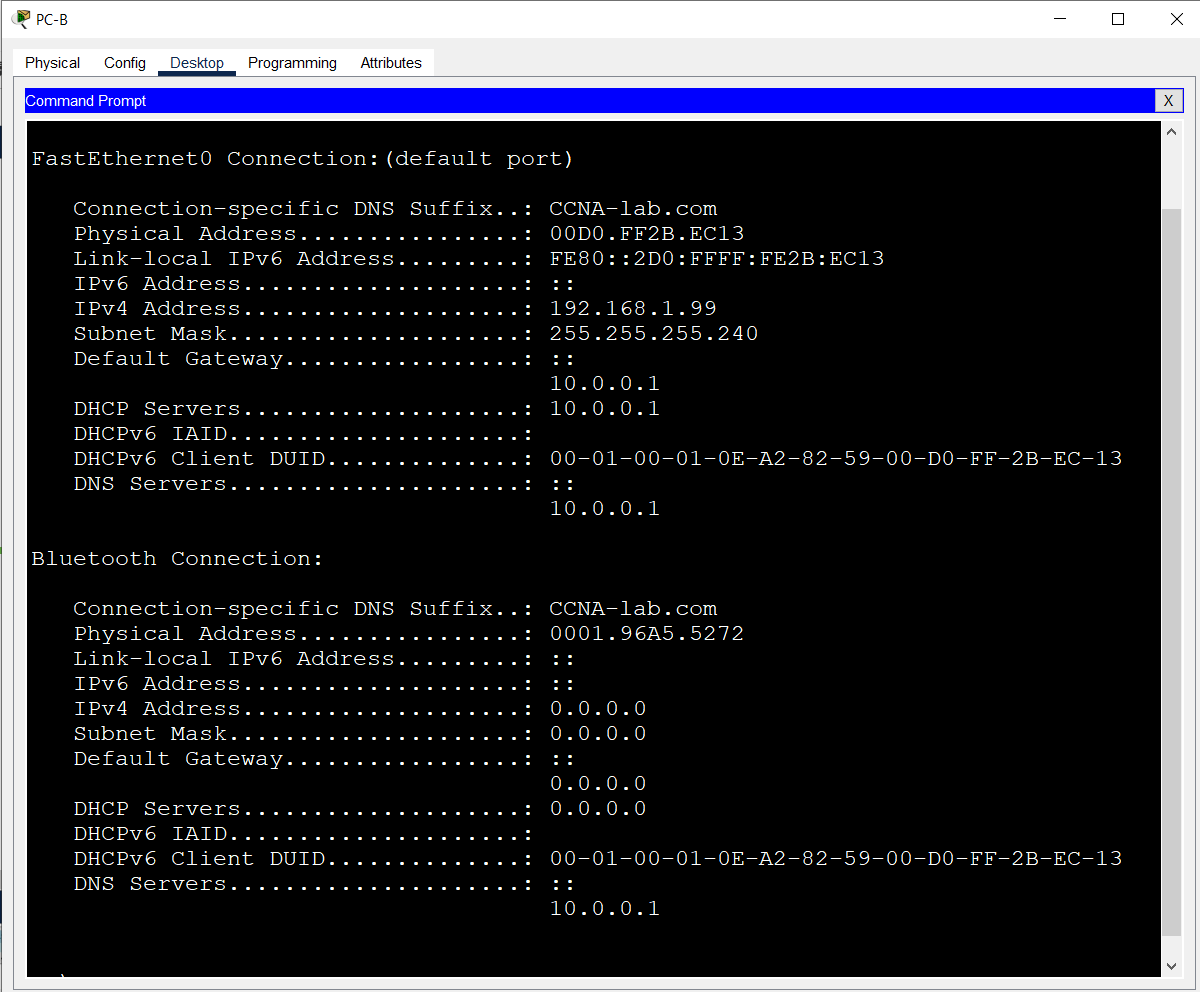 PC-B
Physical Config Desktop Programming Attributes
Command Prompt X
FastEthernet0 Connection:(default port)
Connection-specific DNS Suffix..: CCNA-lab.com
Physical Address................: 00D0.FF2B.EC13
Link-local IPv6 Address.........: FE80::2D0:FFFF:FE2B:EC13
IPv6 Address....................: ::
IPv4 Address....................: 192.168.1.99
Subnet Mask.....................: 255.255.255.240
Default Gateway.................: ::
10.0.0.1
DHCP Servers....................: 10.0.0.1
DHCPv6 IAID.....................:
DHCPv6 Client DUID..............: 00-01-00-01-0E-A2-82-59-00-D0-FF-2B-EC-13
DNS Servers.....................: ::
10.0.0.1
Bluetooth Connection:
Connection-specific DNS Suffix..: CCNA-lab.com
Physical Address................: 0001.96A5.5272
Link-local IPv6 Address.........: ::
IPv6 Address....................: ::
IPv4 Address....................: 0.0.0.0
Subnet Mask.....................: 0.0.0.0
Default Gateway.................: ::
0.0.0.0
DHCP Servers....................: 0.0.0.0
DHCPv6 IAID.....................:
DHCPv6 Client DUID..............: 00-01-00-01-0E-A2-82-59-00-D0-FF-2B-EC-13
DNS Servers.....................: ::
10.0.0.1